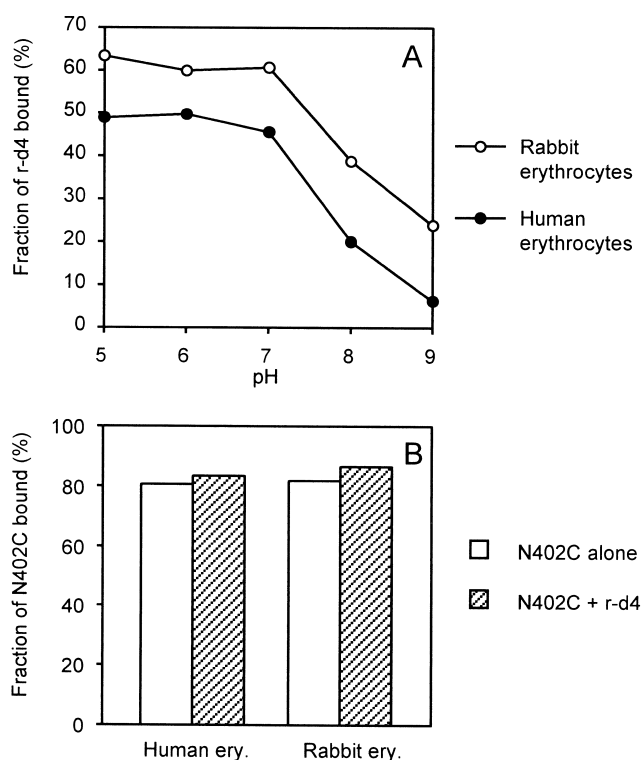 Fraction of r-d4 bound (%)
70
60
50
40
30
20
10
0
5 6 7 8 9
pH
A
Rabbit
erythrocytes
Human
erythrocytes
Fraction of N402C bound (%)
100
80
60
40
20
0
Human ery. Rabbit ery.
B
N402C alone
N402C + r-d4